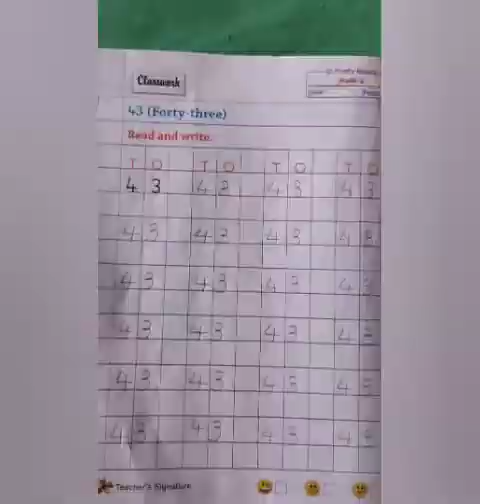 Classwork
43 (Forty-three)
Read and write.
T O T O T O T O
4 3 4 3 4 3 4 3
4 3 4 3 4 3 4 3
4 3 4 3 4 3 4 3
4 3 4 3 4 3 4 3
4 3 4 3 4 3 4 3
4 3 4 3 4 3 4 3
Teacher's Signature